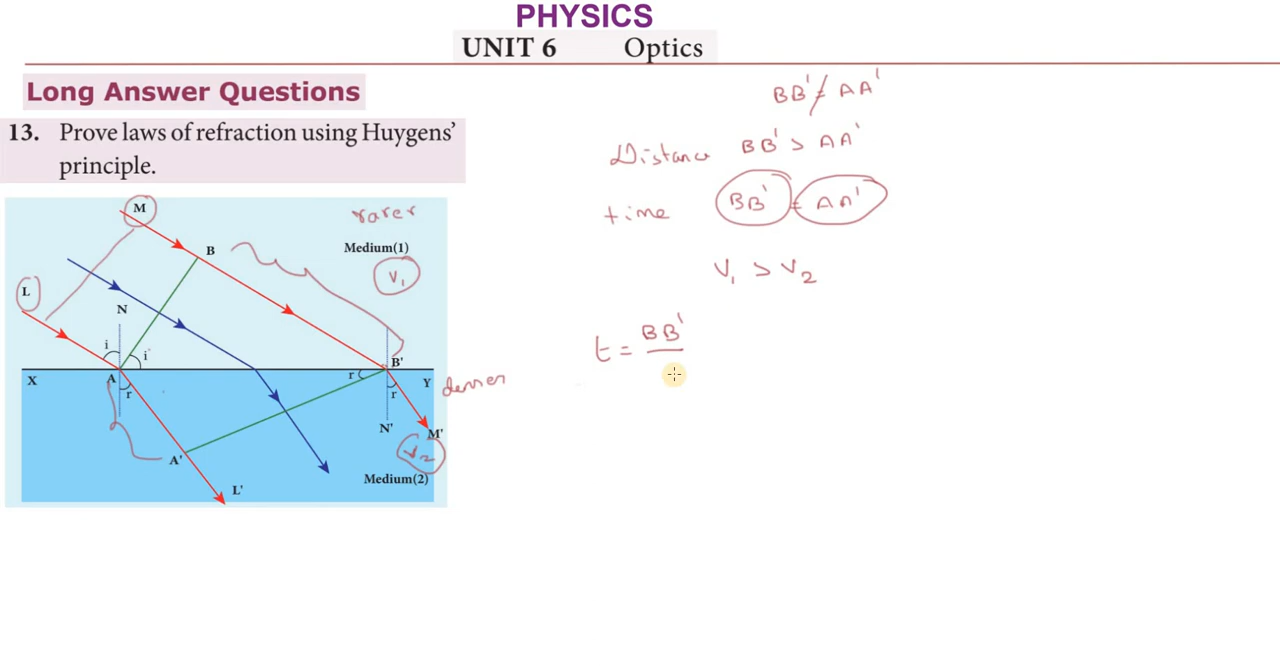 PHYSICS
UNIT 6 Optics
Long Answer Questions
13. Prove laws of refraction using Huygens'
principle.
BB' ≠ AA'
Distance BB' > AA'
time BB' = AA'
V₁ > V₂
t = BB'
M
rarer
B
Medium(1)
V₁
L
N
i
i
X
A
r
r
B'
Y
denser
r
N'
M'
V₂
A'
Medium(2)
L'